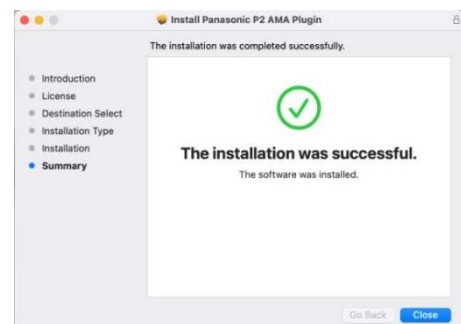 Install Panasonic P2 AMA Plugin
The installation was completed successfully.
Introduction
License
Destination Select
Installation Type
Installation
Summary
The installation was successful.
The software was installed.
Go Back
Close